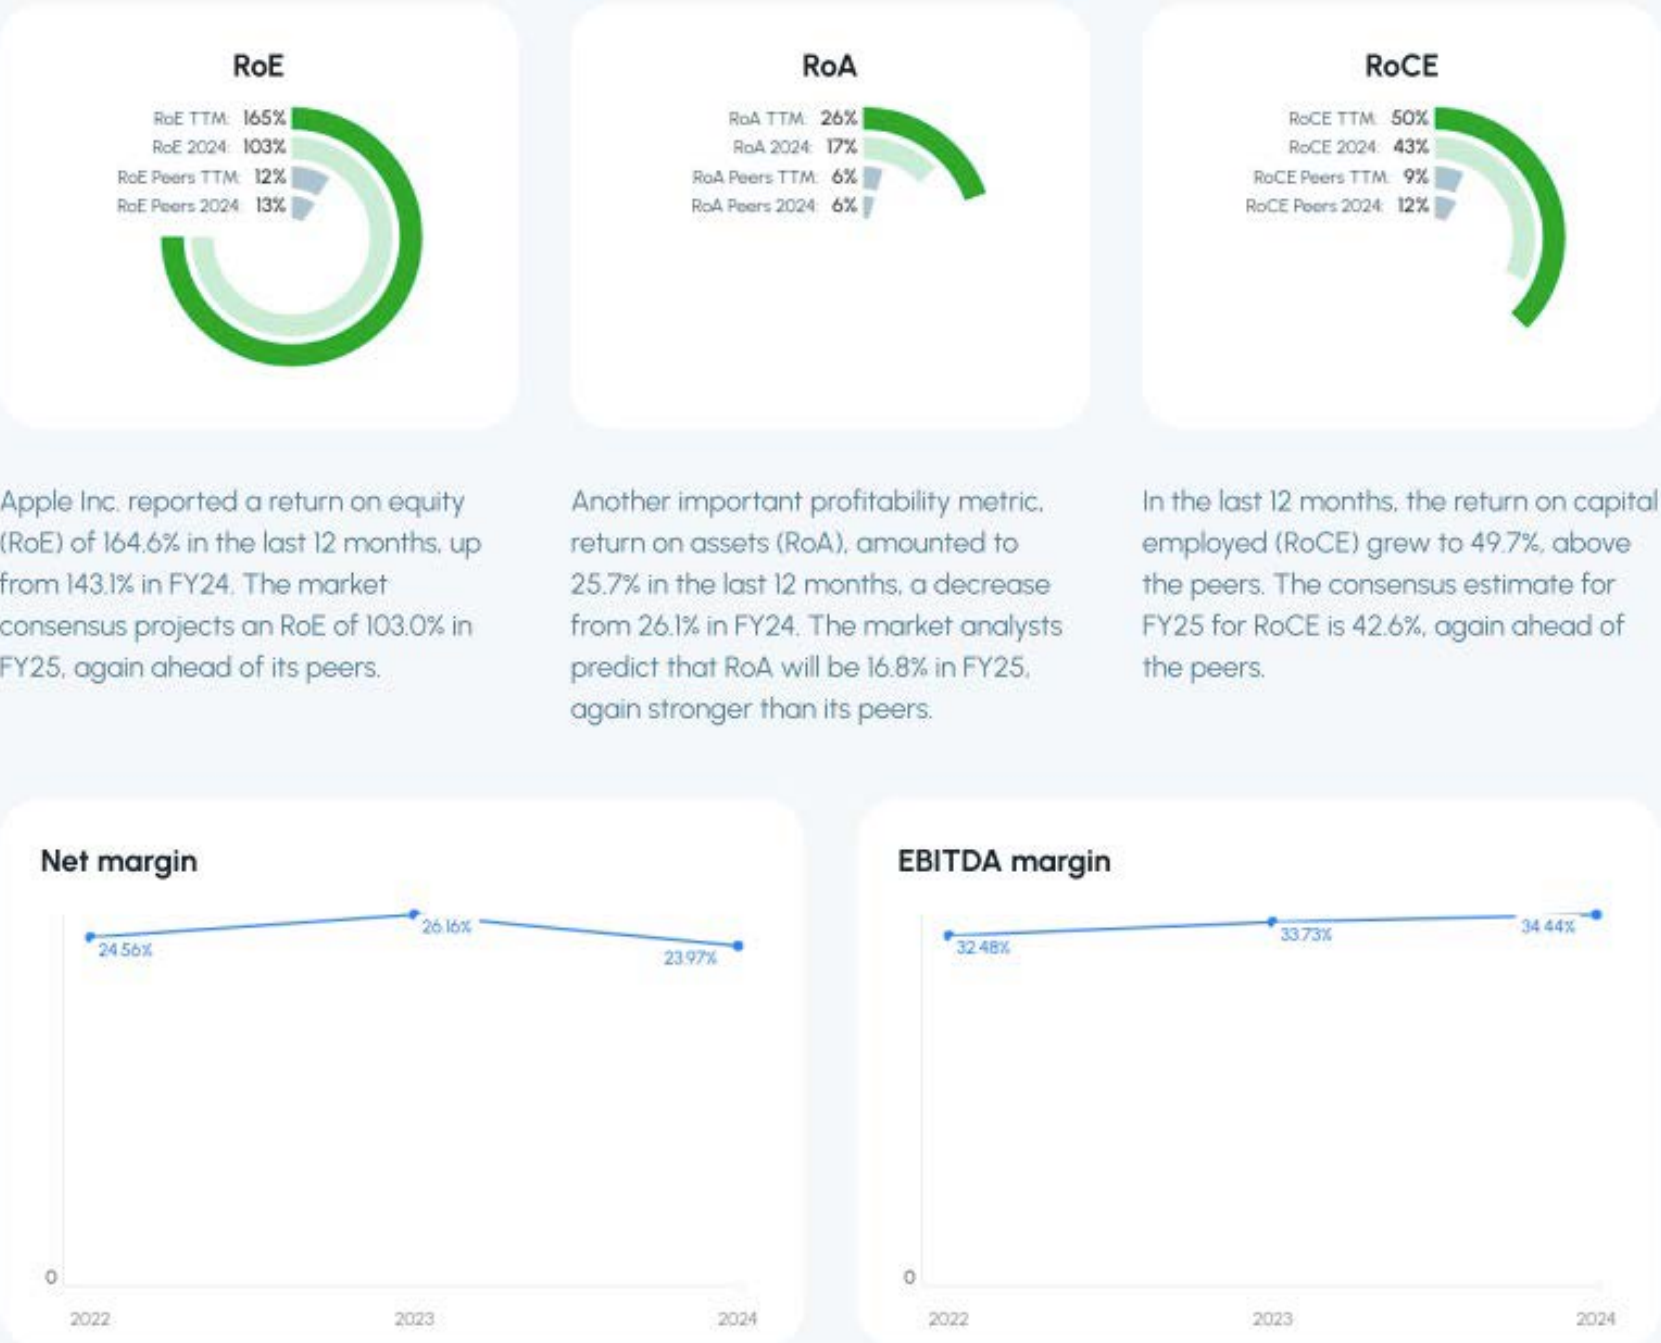 RoE
RoE TTM: 165%
RoE 2024: 103%
RoE Peers TTM: 12%
RoE Peers 2024: 13%
RoA
RoA TTM: 26%
RoA 2024: 17%
RoA Peers TTM: 6%
RoA Peers 2024: 6%
RoCE
RoCE TTM: 50%
RoCE 2024: 43%
RoCE Peers TTM: 9%
RoCE Peers 2024: 12%
Apple Inc. reported a return on equity
(RoE) of 164.6% in the last 12 months, up
from 143.1% in FY24. The market
consensus projects an RoE of 103.0% in
FY25, again ahead of its peers.
Another important profitability metric,
return on assets (RoA), amounted to
25.7% in the last 12 months, a decrease
from 26.1% in FY24. The market analysts
predict that RoA will be 16.8% in FY25,
again stronger than its peers.
In the last 12 months, the return on capital
employed (RoCE) grew to 49.7%, above
the peers. The consensus estimate for
FY25 for RoCE is 42.6%, again ahead of
the peers.
Net margin
24.56%
26.16%
23.97%
0
2022
2023
2024
EBITDA margin
32.48%
33.73%
34.44%
0
2022
2023
2024